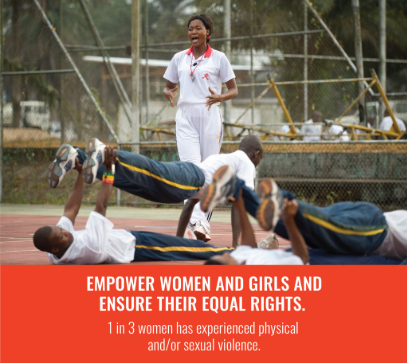 EMPOWER WOMEN AND GIRLS AND
ENSURE THEIR EQUAL RIGHTS.
1 in 3 women has experienced physical
and/or sexual violence.